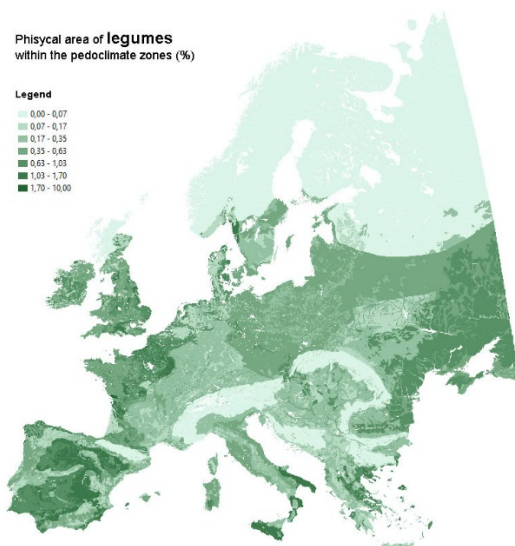 Phisycal area of legumes
within the pedoclimate zones (%)
Legend
0,00 - 0,07
0,07 - 0,17
0,17 - 0,35
0,35 - 0,63
0,63 - 1,03
1,03 - 1,70
1,70 - 10,00